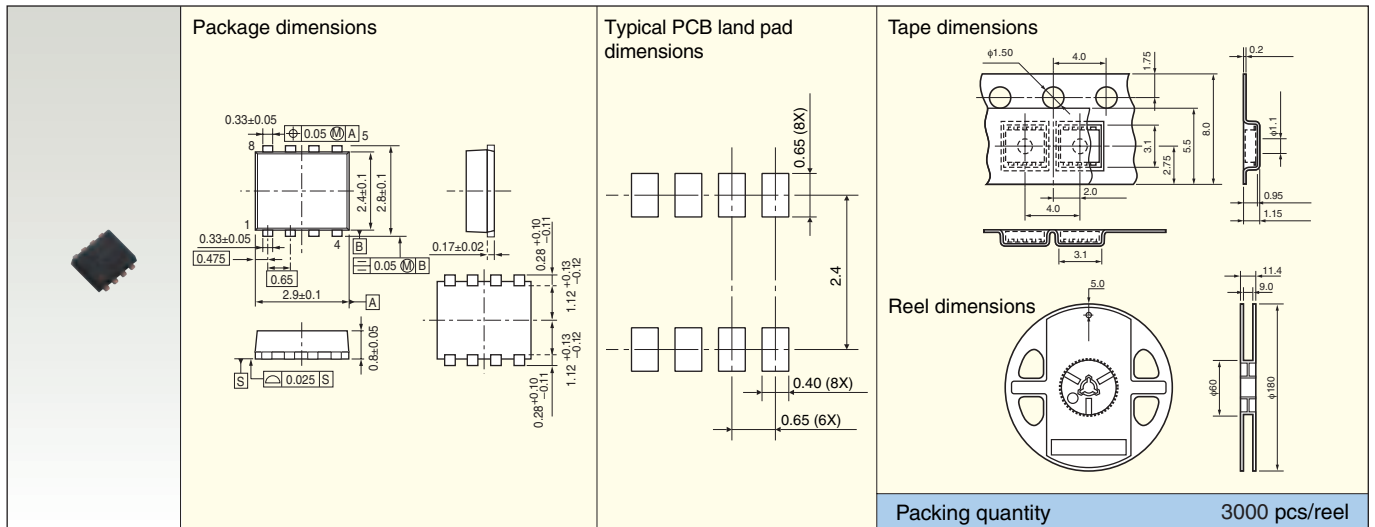 Package dimensions
0.33±0.05
⌖ 0.05 Ⓜ A
5
8
2.4±0.1
2.8±0.1
1
4
0.33±0.05
B
0.475
0.05 Ⓜ B
0.65
2.9±0.1
A
0.17±0.02
0.28 +0.10 −0.11
1.12 +0.13 −0.12
1.12 +0.13 −0.12
0.28 +0.10 −0.11
0.8±0.05
S
⌓ 0.025 S
Typical PCB land pad
dimensions
0.65 (8X)
2.4
0.40 (8X)
0.65 (6X)
Tape dimensions
φ1.50
4.0
1.75
0.2
8.0
5.5
3.1
2.75
φ1.1
2.0
4.0
0.95
1.15
3.1
Reel dimensions
5.0
11.4
9.0
φ60
φ180
Packing quantity 3000 pcs/reel